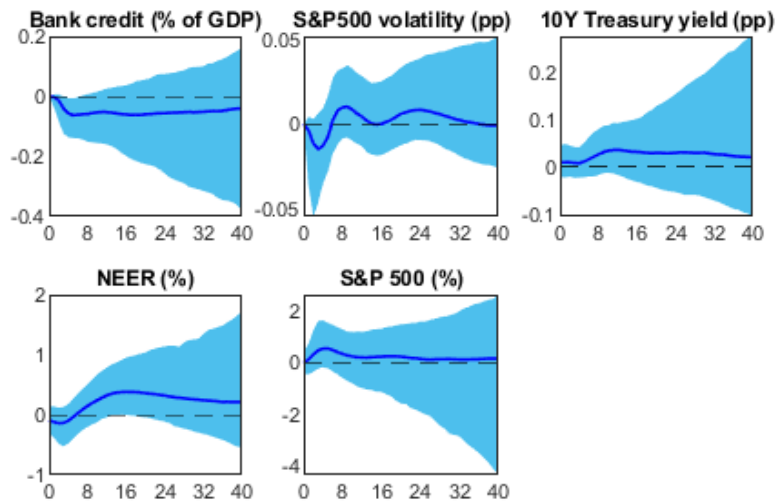 Bank credit (% of GDP) S&P500 volatility (pp) 10Y Treasury yield (pp)
0.2 0.05 0.2
0 0 0.1
-0.2 -0.05 0
-0.4 -0.1
0 8 16 24 32 40 0 8 16 24 32 40 0 8 16 24 32 40
NEER (%) S&P 500 (%)
2 2
1 0
0 -2
-1 -4
0 8 16 24 32 40 0 8 16 24 32 40